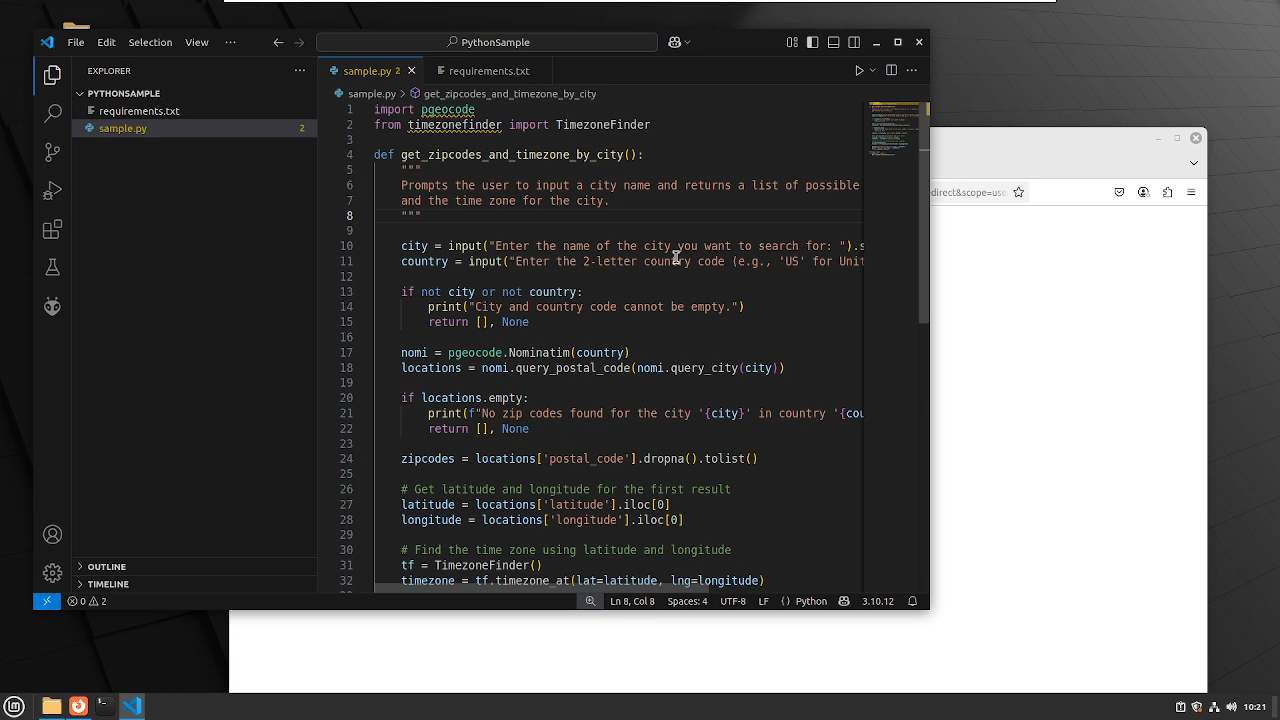 File Edit Selection View ··· PythonSample
EXPLORER
PYTHONSAMPLE
requirements.txt
sample.py 2
OUTLINE
TIMELINE
sample.py 2 requirements.txt
sample.py > get_zipcodes_and_timezone_by_city
1 import pgeocode
2 from timezonefinder import TimezoneFinder
3
4 def get_zipcodes_and_timezone_by_city():
5 """
6 Prompts the user to input a city name and returns a list of possible
7 and the time zone for the city.
8 """
9
10 city = input("Enter the name of the city you want to search for: ").s
11 country = input("Enter the 2-letter country code (e.g., 'US' for Unit
12
13 if not city or not country:
14 print("City and country code cannot be empty.")
15 return [], None
16
17 nomi = pgeocode.Nominatim(country)
18 locations = nomi.query_postal_code(nomi.query_city(city))
19
20 if locations.empty:
21 print(f"No zip codes found for the city '{city}' in country '{cou
22 return [], None
23
24 zipcodes = locations['postal_code'].dropna().tolist()
25
26 # Get latitude and longitude for the first result
27 latitude = locations['latitude'].iloc[0]
28 longitude = locations['longitude'].iloc[0]
29
30 # Find the time zone using latitude and longitude
31 tf = TimezoneFinder()
32 timezone = tf.timezone_at(lat=latitude, lng=longitude)
0 2 Ln 8, Col 8 Spaces: 4 UTF-8 LF {} Python 3.10.12
direct&scope=use
10:21